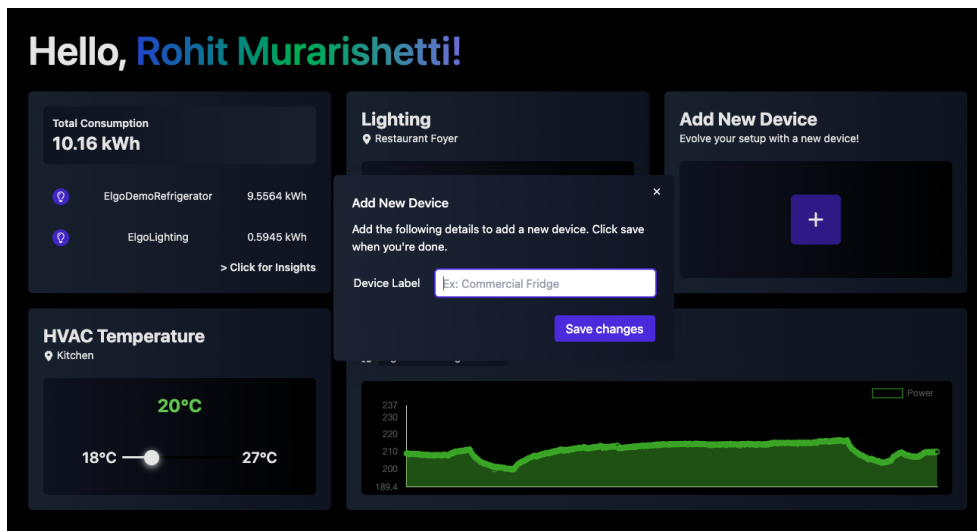 Hello, Rohit Murarishetti!
Total Consumption
10.16 kWh
ElgoDemoRefrigerator 9.5564 kWh
ElgoLighting 0.5945 kWh
> Click for Insights
Lighting
Restaurant Foyer
Add New Device
Evolve your setup with a new device!
+
Add New Device
×
Add the following details to add a new device. Click save
when you're done.
Device Label Ex: Commercial Fridge
Save changes
HVAC Temperature
Kitchen
20°C
18°C 27°C
Power
237
230
220
210
200
189.4